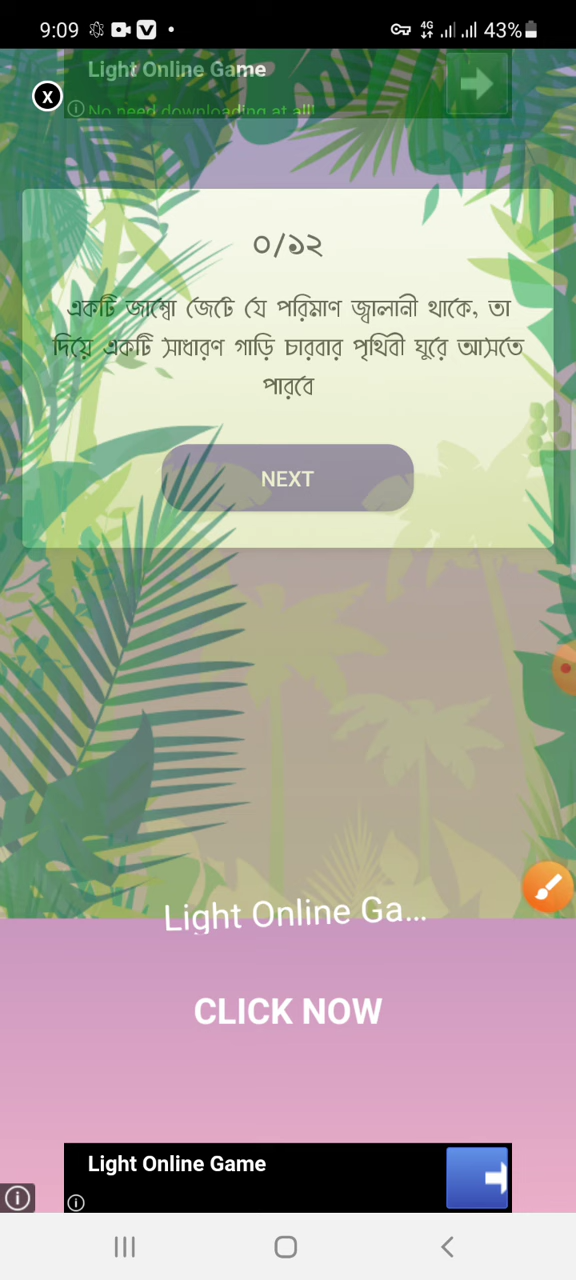 9:09
4G
43%
Light Online Game
No need downloading at all!
X
০/১২
একটি জাম্বো জেটে যে পরিমাণ জ্বালানী থাকে, তা
দিয়ে একটি সাধারণ গাড়ি চারবার পৃথিবী ঘুরে আসতে
পারবে
NEXT
Light Online Ga...
CLICK NOW
Light Online Game